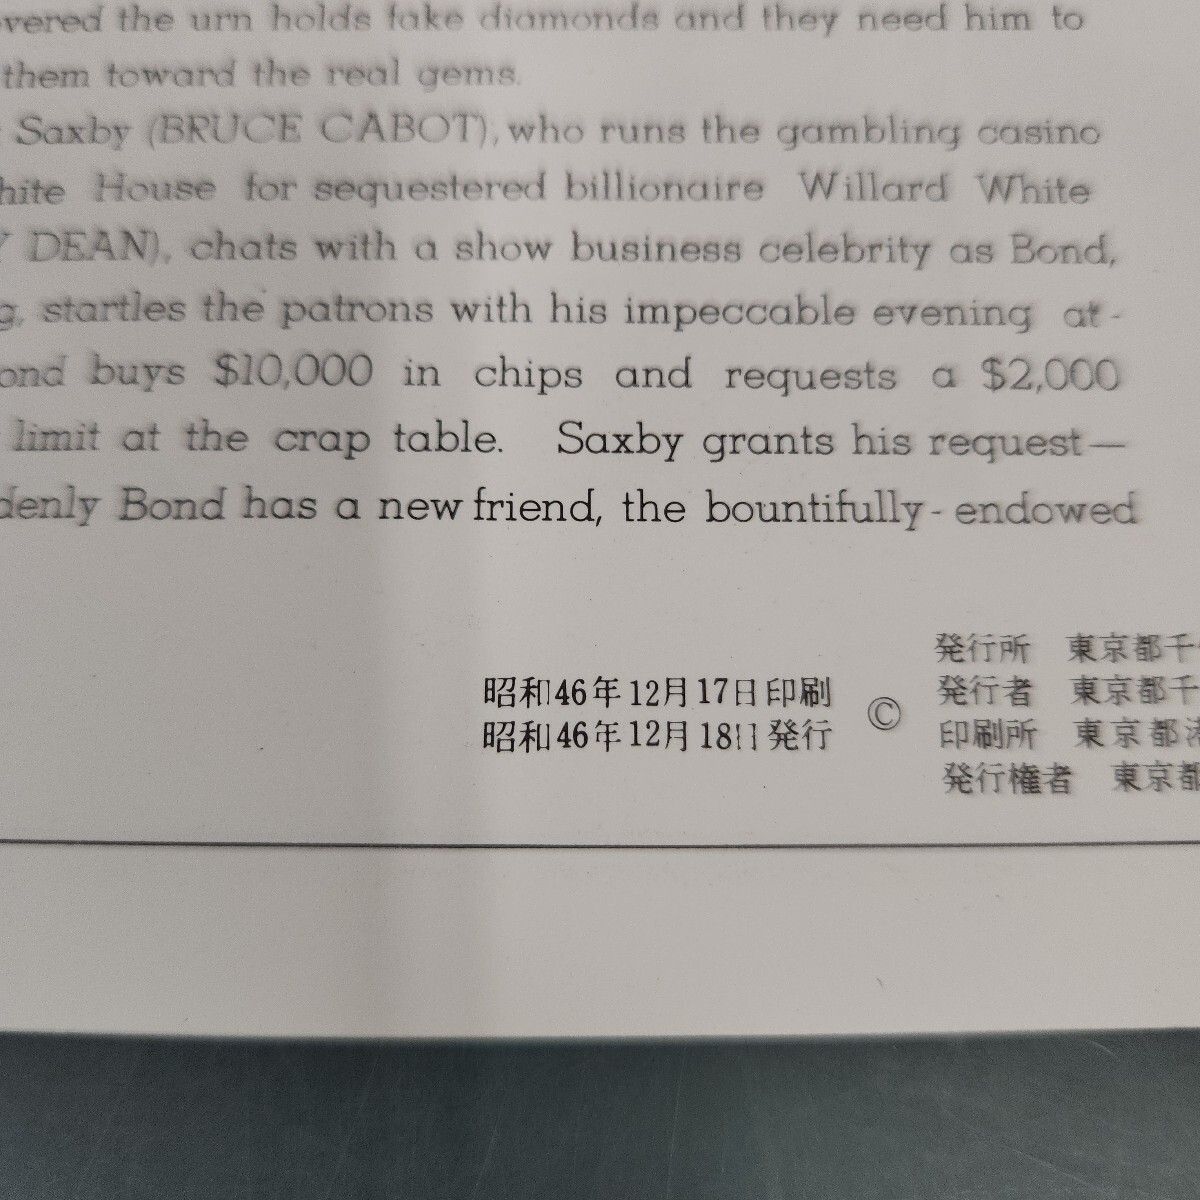 the urn holds fake diamonds and they need him to
them toward the real gems.
Saxby (BRUCE CABOT), who runs the gambling casino
House for sequestered billionaire Willard White
DEAN), chats with a show business celebrity as Bond,
startles the patrons with his impeccable evening at-
buys $10,000 in chips and requests a $2,000
limit at the crap table. Saxby grants his request—
Bond has a new friend, the bountifully-endowed
昭和46年12月17日印刷
昭和46年12月18日発行
©
発行所 東京都千
発行者 東京都千
印刷所 東京都港
発行権者 東京都